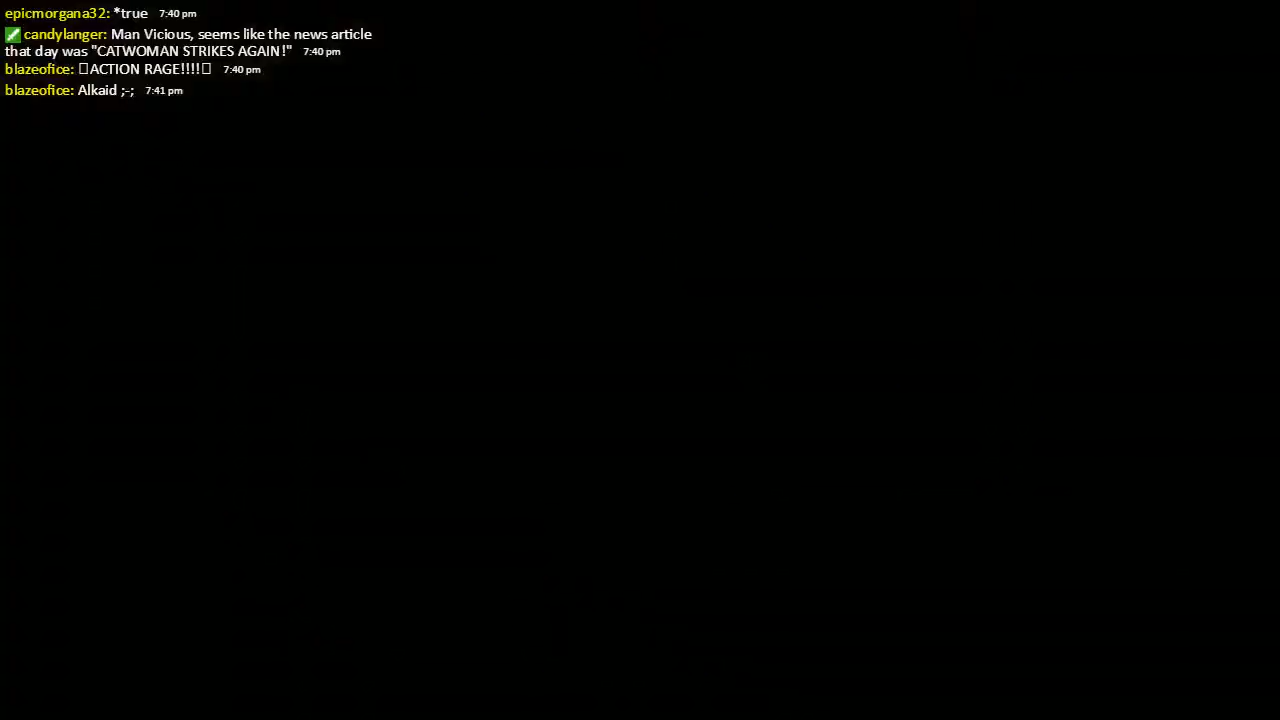 epicmorgana32: *true 7:40 pm
candylanger: Man Vicious, seems like the news article
that day was "CATWOMAN STRIKES AGAIN!" 7:40 pm
blazeofice: ▯ACTION RAGE!!!!▯ 7:40 pm
blazeofice: Alkaid ;-; 7:41 pm